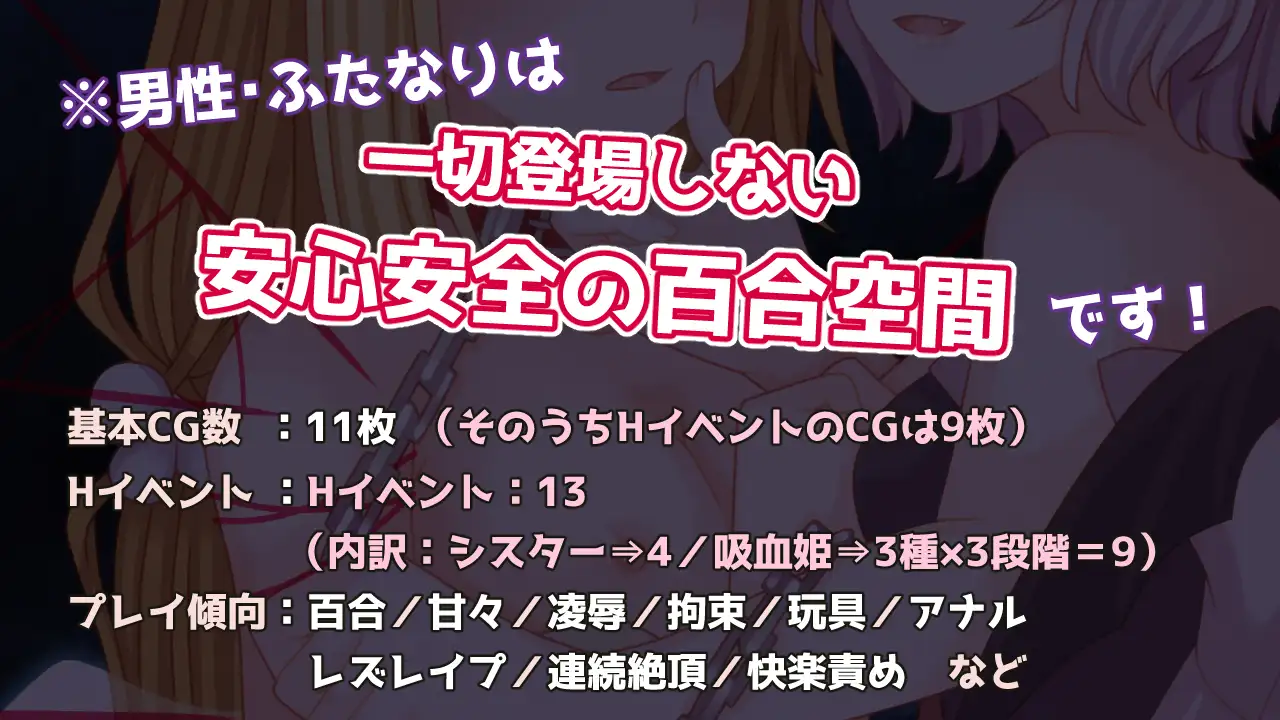 ※男性・ふたなりは
一切登場しない
安心安全の百合空間です！
基本CG数 ：11枚 （そのうちHイベントのCGは9枚）
Hイベント ：Hイベント：13
（内訳：シスター⇒4／吸血姫⇒3種×3段階＝9）
プレイ傾向：百合／甘々／凌辱／拘束／玩具／アナル
レズレイプ／連続絶頂／快楽責め　など